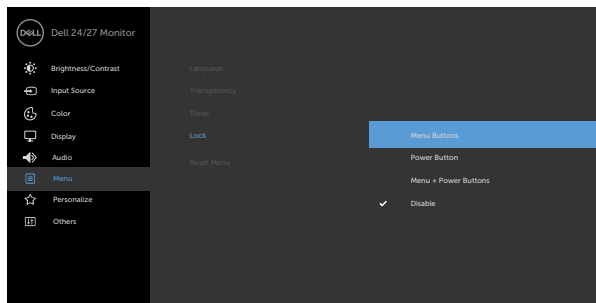 DELL Dell 24/27 Monitor
Brightness/Contrast
Input Source
Color
Display
Audio
Menu
Personalize
Others
Language
Transparency
Timer
Lock
Reset Menu
Menu Buttons
Power Button
Menu + Power Buttons
Disable